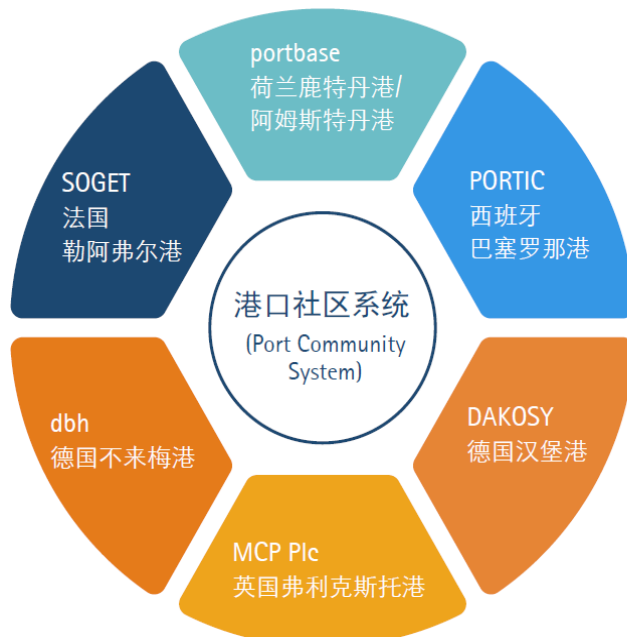 portbase
荷兰鹿特丹港/
阿姆斯特丹港
SOGET
法国
勒阿弗尔港
PORTIC
西班牙
巴塞罗那港
港口社区系统
(Port Community
System)
dbh
德国不来梅港
DAKOSY
德国汉堡港
MCP Plc
英国弗利克斯托港